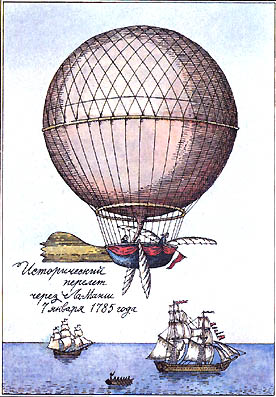 Исторический
перелет
через Ла-Манш
7 января 1785 года